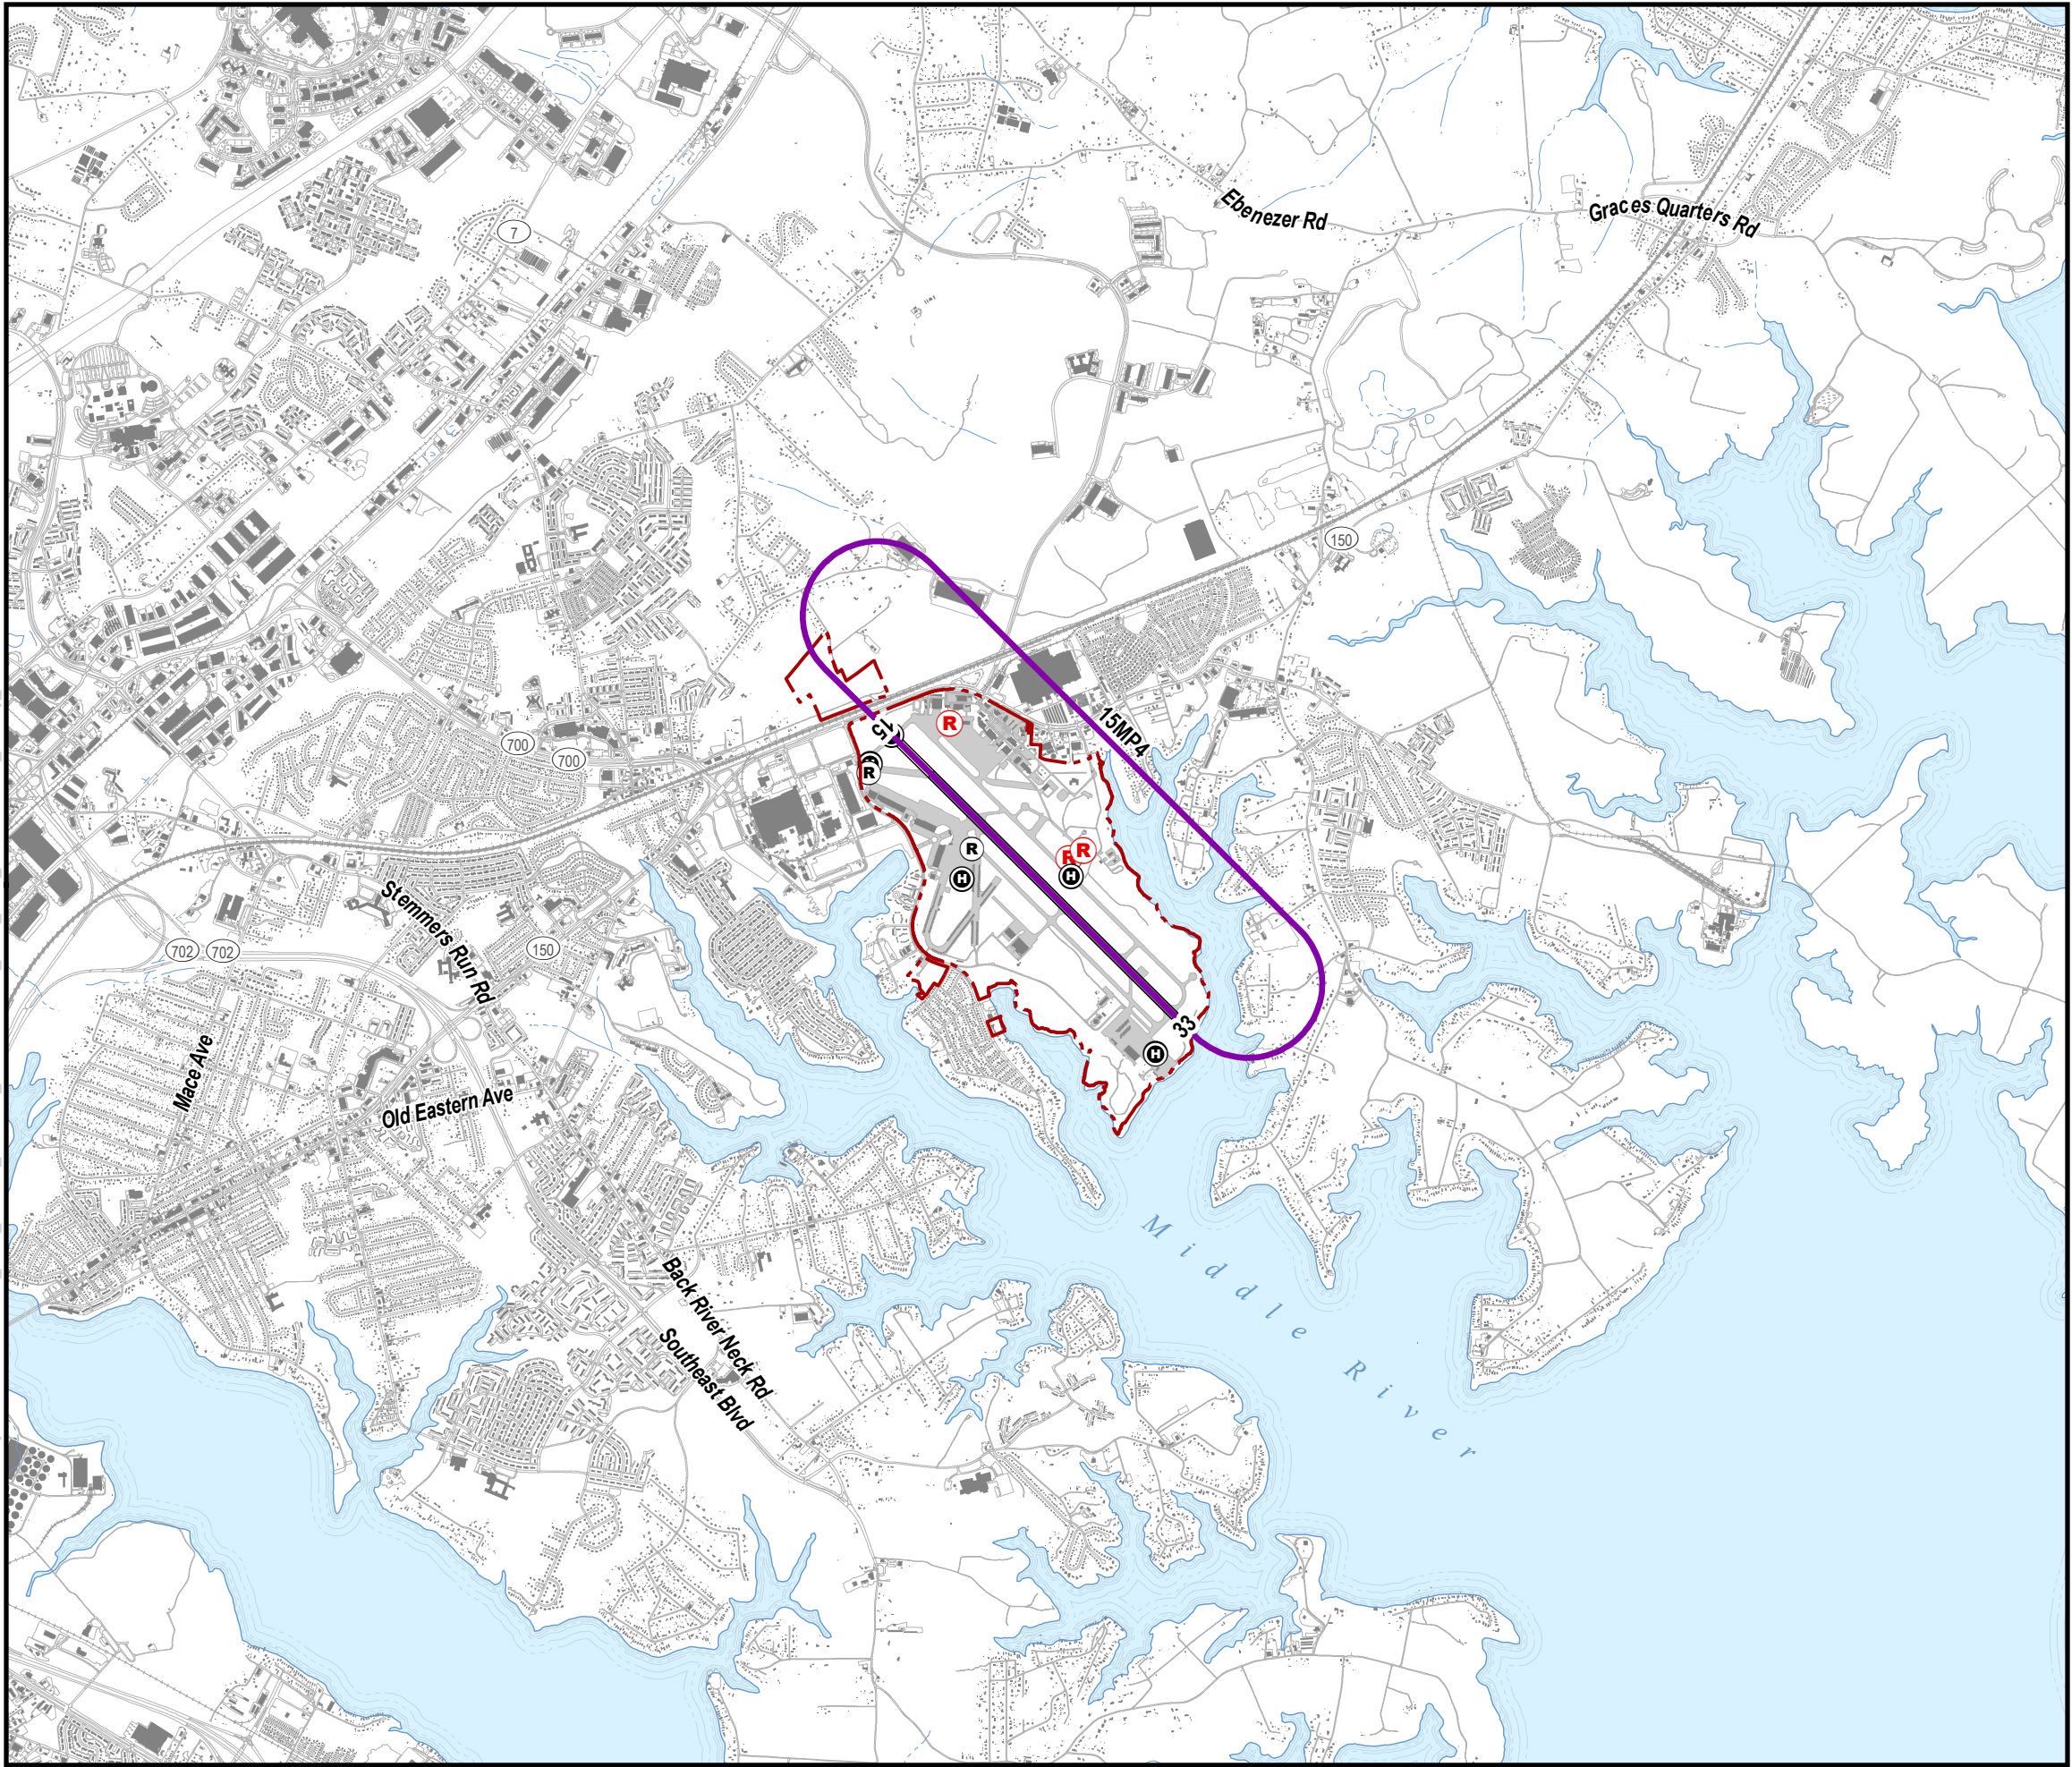 Ebenezer Rd
Graces Quarters Rd
7
150
15MP4
R
15
700
700
R
R
R
R
H
H
Stemmers Run Rd
702
702
150
33
H
Mace Ave
Old Eastern Ave
Middle River
Back River Neck Rd
Southeast Blvd